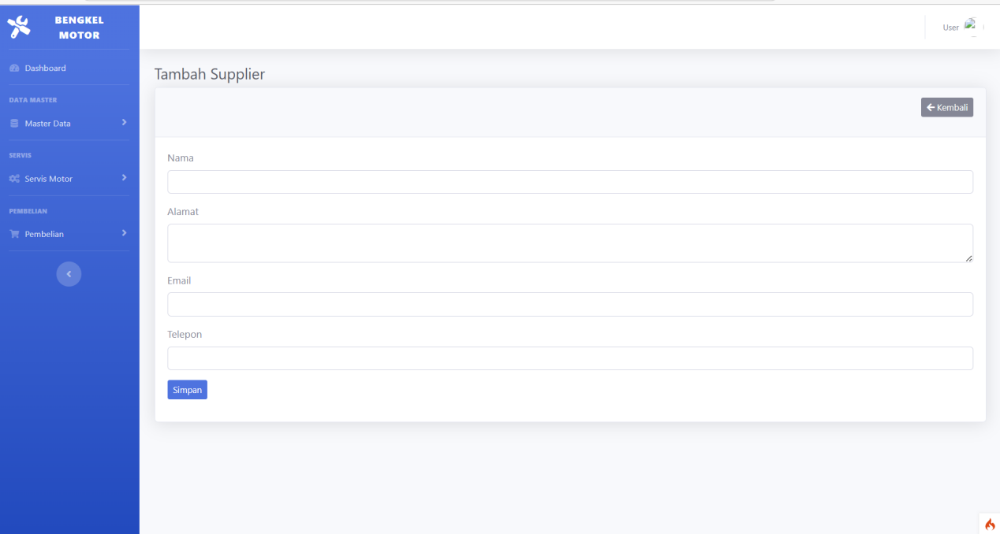 BENGKEL
MOTOR
Dashboard
DATA MASTER
Master Data
SERVIS
Servis Motor
PEMBELIAN
Pembelian
User
Tambah Supplier
Kembali
Nama
Alamat
Email
Telepon
Simpan